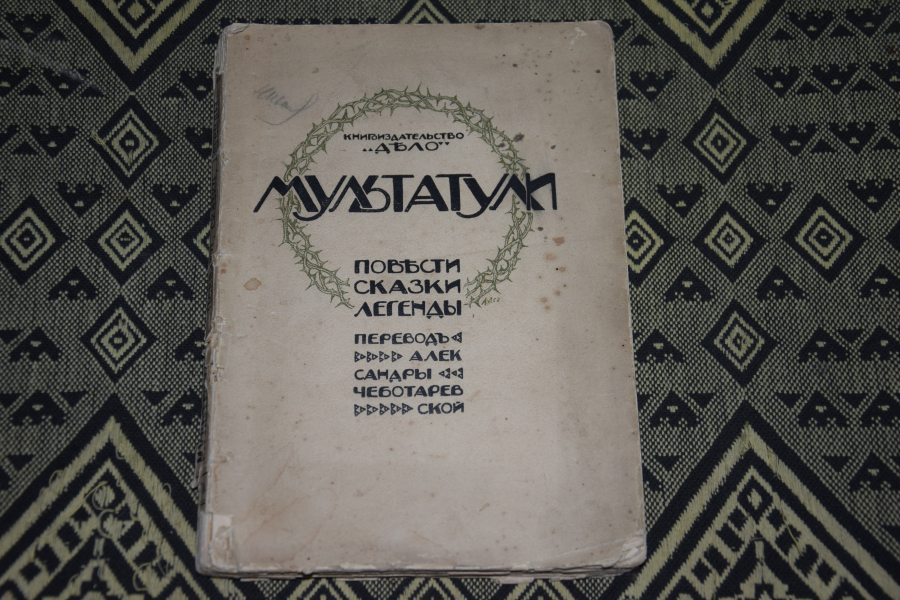 КНИГОИЗДАТЕЛЬСТВО
„ДѢЛО"
МУЛЬТАТУЛИ
ПОВѢСТИ
СКАЗКИ
ЛЕГЕНДЫ
ПЕРЕВОДЪ
АЛЕК
САНДРЫ
ЧЕБОТАРЕВ
СКОЙ